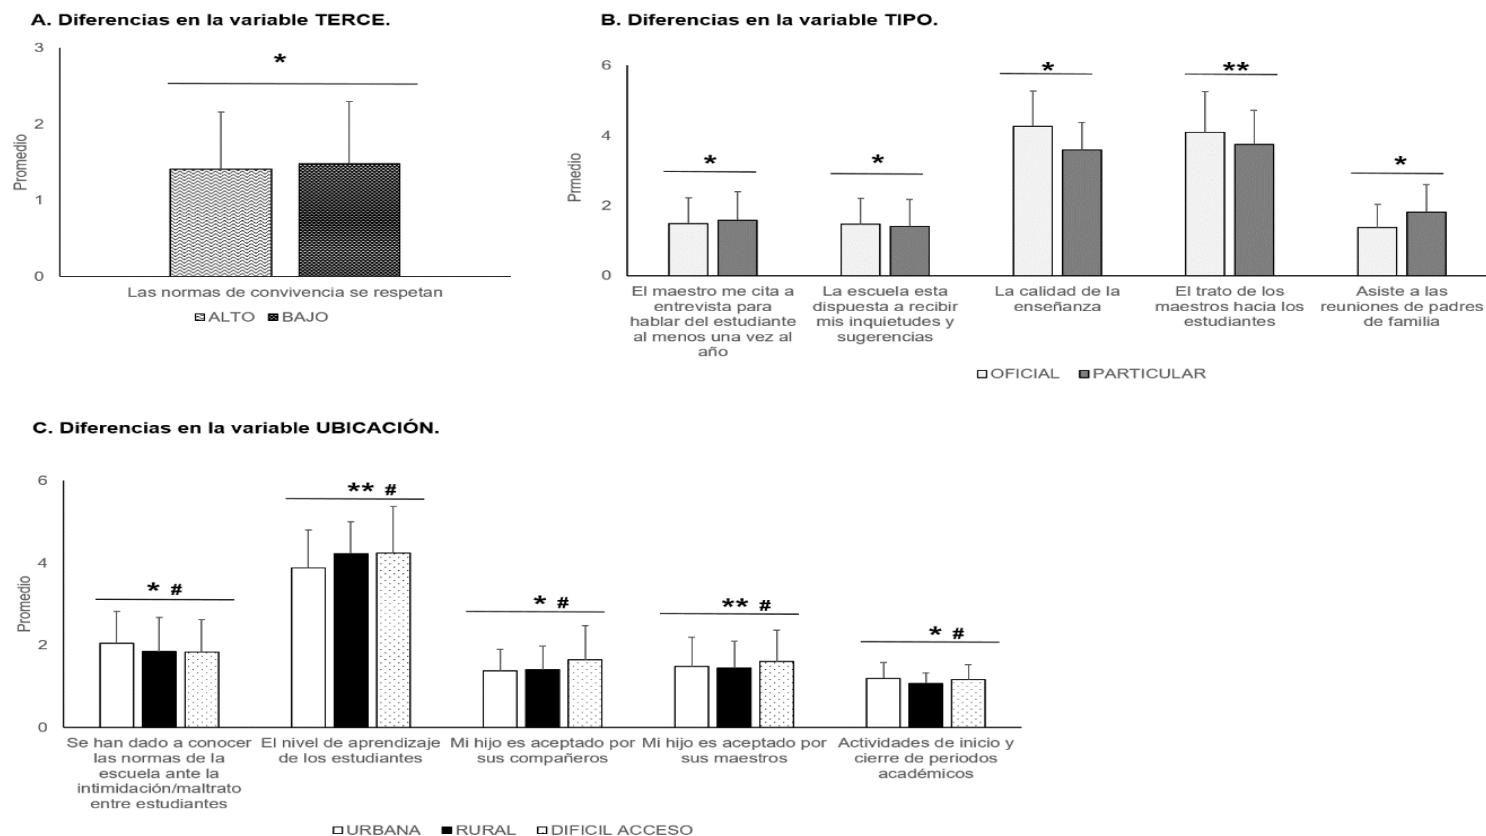 A. Diferencias en la variable TERCE.
3
*
2
1
0
Promedio
Las normas de convivencia se respetan
ALTO BAJO
B. Diferencias en la variable TIPO.
6
4
2
0
Prmedio
* * * ** *
El maestro me cita a
entrevista para
hablar del estudiante
al menos una vez al
año
La escuela esta
dispuesta a recibir
mis inquietudes y
sugerencias
La calidad de la
enseñanza
El trato de los
maestros hacia los
estudiantes
Asiste a las
reuniones de padres
de familia
OFICIAL PARTICULAR
C. Diferencias en la variable UBICACIÓN.
6
4
2
0
Promedio
* # ** # * # ** # * #
Se han dado a conocer
las normas de la
escuela ante la
intimidación/maltrato
entre estudiantes
El nivel de aprendizaje
de los estudiantes
Mi hijo es aceptado por
sus compañeros
Mi hijo es aceptado por
sus maestros
Actividades de inicio y
cierre de periodos
académicos
URBANA RURAL DIFICIL ACCESO